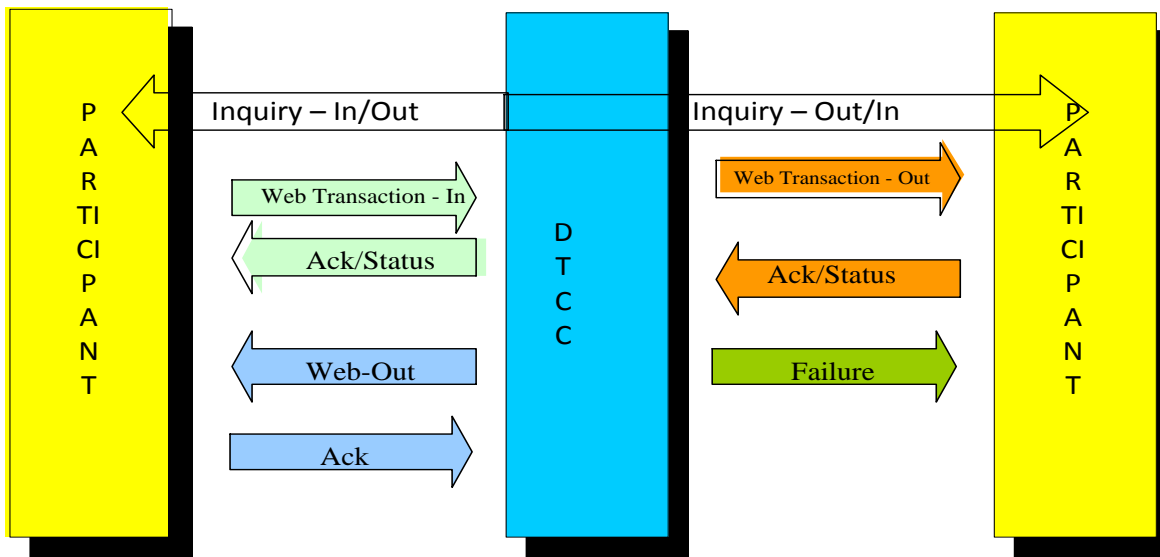 P
A
R
TI
CI
P
A
N
T
Inquiry – In/Out
Web Transaction - In
Ack/Status
Web-Out
Ack
D
T
C
C
Inquiry – Out/In
Web Transaction - Out
Ack/Status
Failure
P
A
R
TI
CI
P
A
N
T